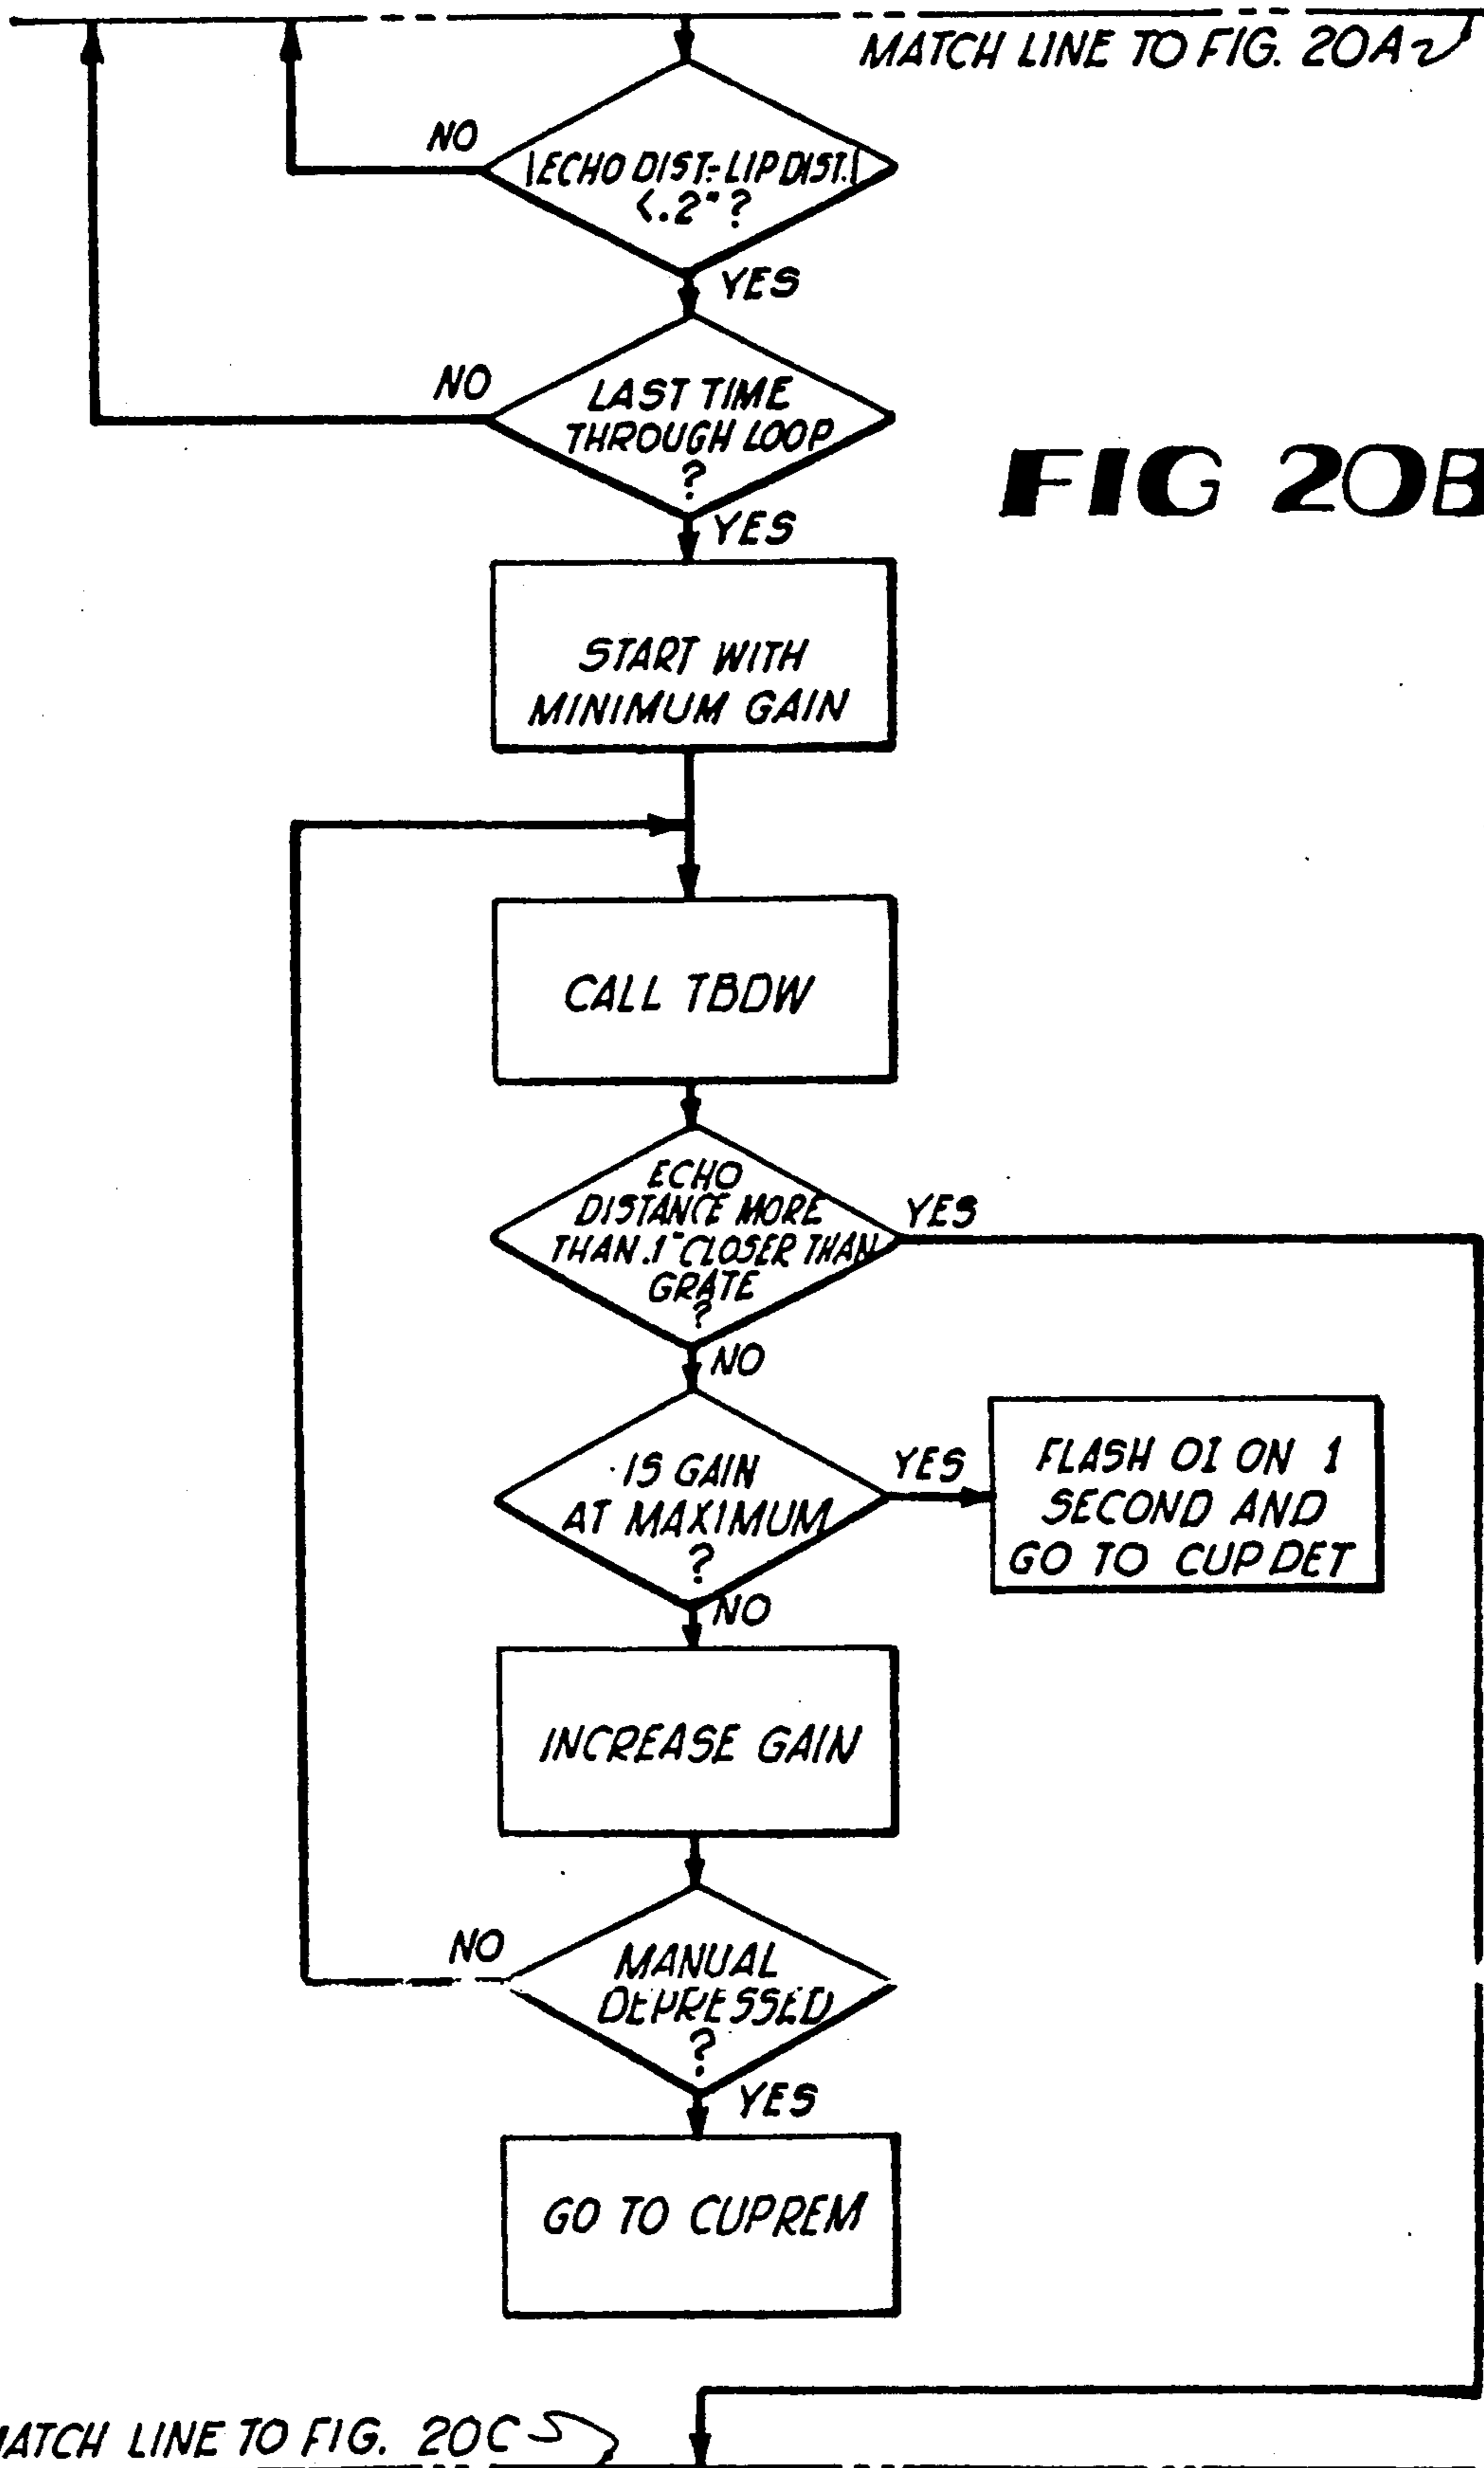 MATCH LINE TO FIG. 20A
NO
|ECHO DIST.-LIP DIST.|
<.2" ?
YES
NO
LAST TIME
THROUGH LOOP
?
FIG 20B
YES
START WITH
MINIMUM GAIN
CALL TBDW
ECHO
DISTANCE MORE
THAN .1" CLOSER THAN
GRATE
?
YES
NO
IS GAIN
AT MAXIMUM
?
YES
FLASH OI ON 1
SECOND AND
GO TO CUPDET
NO
INCREASE GAIN
NO
MANUAL
DEPRESSED
?
YES
GO TO CUPREM
MATCH LINE TO FIG. 20C